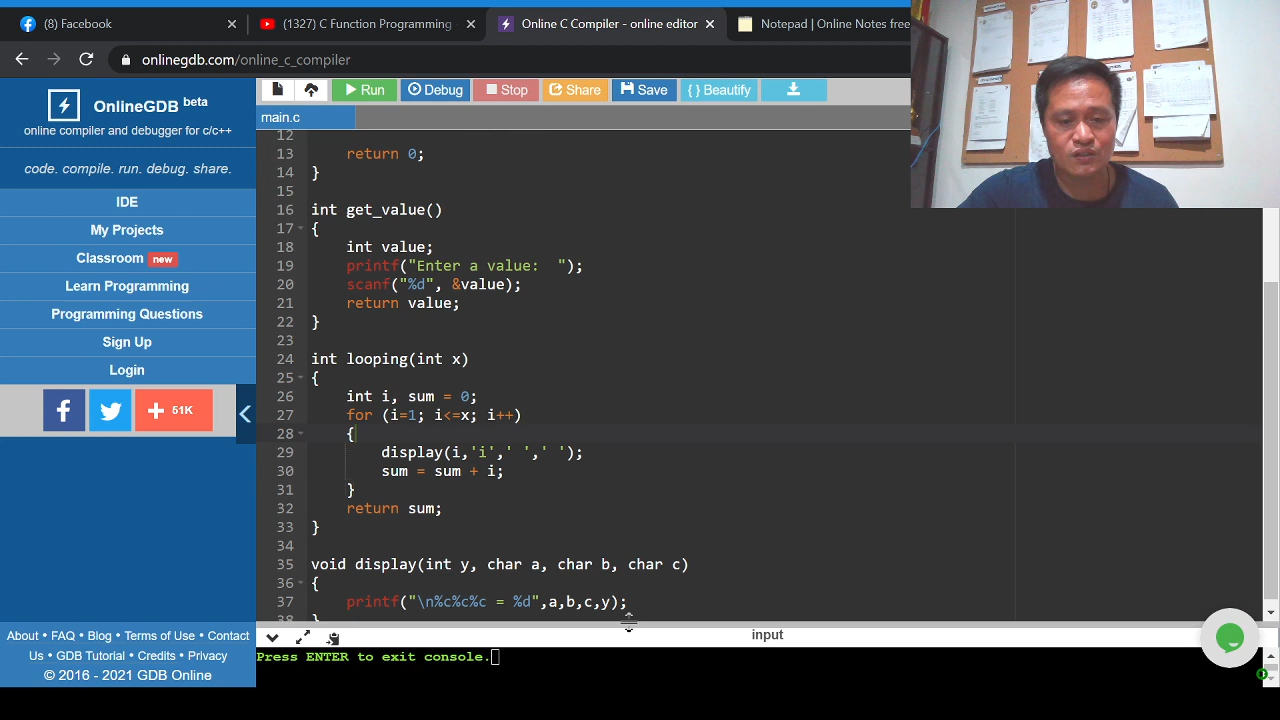 (8) Facebook
(1327) C Function Programming
Online C Compiler - online editor
Notepad | Online Notes free
onlinegdb.com/online_c_compiler
OnlineGDB beta
online compiler and debugger for c/c++
code. compile. run. debug. share.
IDE
My Projects
Classroom new
Learn Programming
Programming Questions
Sign Up
Login
51K
About • FAQ • Blog • Terms of Use • Contact
Us • GDB Tutorial • Credits • Privacy
© 2016 - 2021 GDB Online
Run
Debug
Stop
Share
Save
{ } Beautify
main.c
12
13 return 0;
14 }
15
16 int get_value()
17 {
18 int value;
19 printf("Enter a value:  ");
20 scanf("%d", &value);
21 return value;
22 }
23
24 int looping(int x)
25 {
26 int i, sum = 0;
27 for (i=1; i<=x; i++)
28 {
29 display(i,'i',' ',' ');
30 sum = sum + i;
31 }
32 return sum;
33 }
34
35 void display(int y, char a, char b, char c)
36 {
37 printf("\n%c%c%c = %d",a,b,c,y);
38 }
input
Press ENTER to exit console.